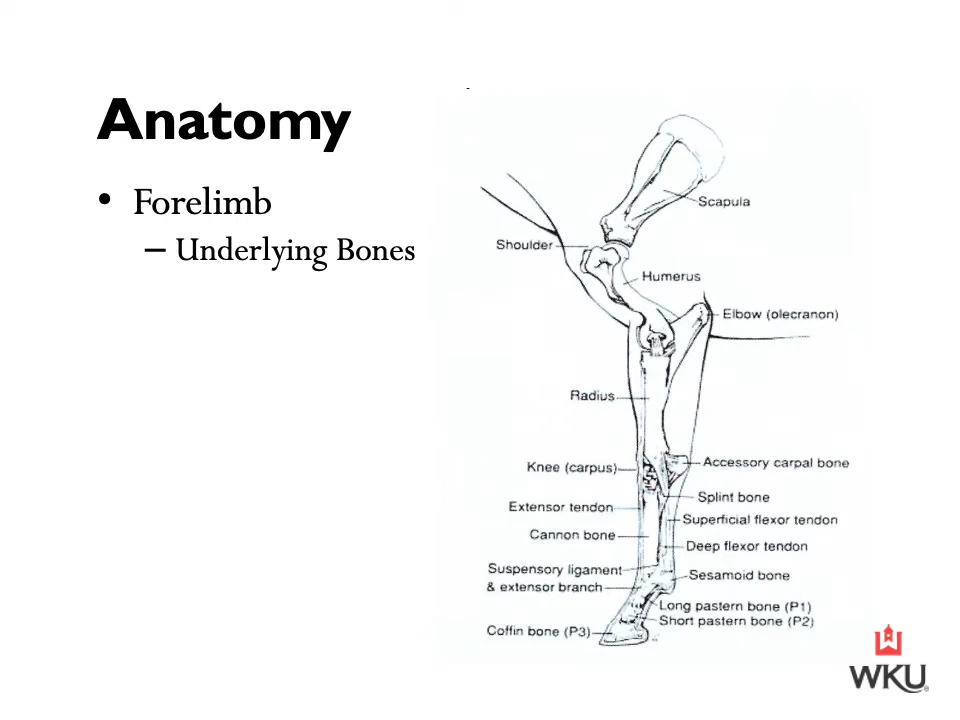 Anatomy
• Forelimb
– Underlying Bones
Scapula
Shoulder
Humerus
Elbow (olecranon)
Radius
Knee (carpus)
Accessory carpal bone
Splint bone
Extensor tendon
Superficial flexor tendon
Cannon bone
Deep flexor tendon
Suspensory ligament
& extensor branch
Sesamoid bone
Long pastern bone (P1)
Short pastern bone (P2)
Coffin bone (P3)
WKU®